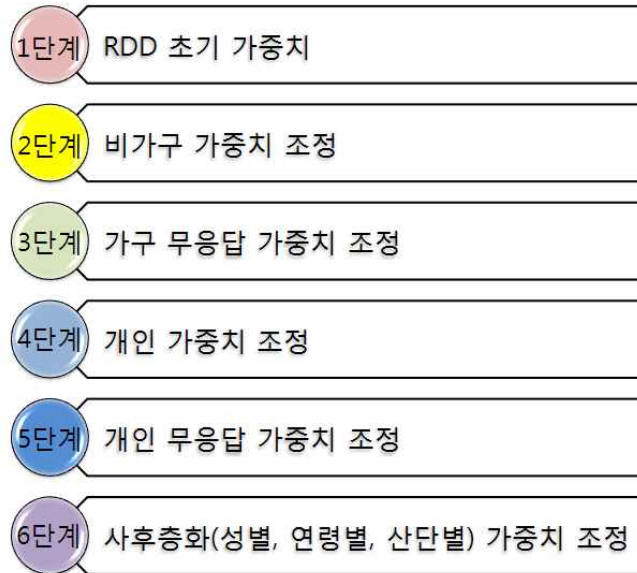 1단계 RDD 초기 가중치
2단계 비가구 가중치 조정
3단계 가구 무응답 가중치 조정
4단계 개인 가중치 조정
5단계 개인 무응답 가중치 조정
6단계 사후층화(성별, 연령별, 산단별) 가중치 조정